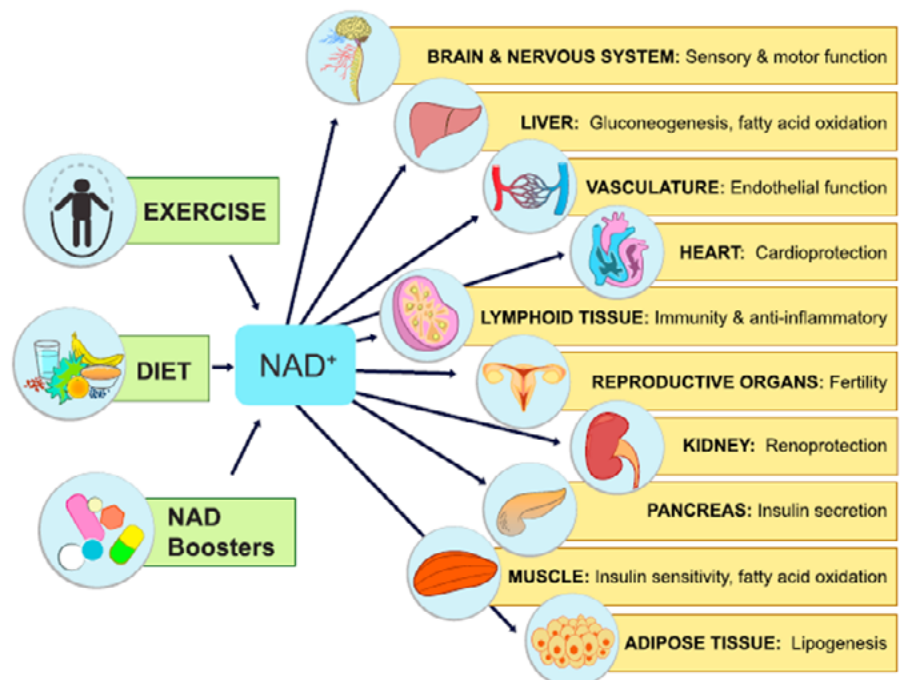 BRAIN & NERVOUS SYSTEM: Sensory & motor function
LIVER: Gluconeogenesis, fatty acid oxidation
VASCULATURE: Endothelial function
HEART: Cardioprotection
LYMPHOID TISSUE: Immunity & anti-inflammatory
REPRODUCTIVE ORGANS: Fertility
KIDNEY: Renoprotection
PANCREAS: Insulin secretion
MUSCLE: Insulin sensitivity, fatty acid oxidation
ADIPOSE TISSUE: Lipogenesis
EXERCISE
DIET
NAD
Boosters
NAD⁺